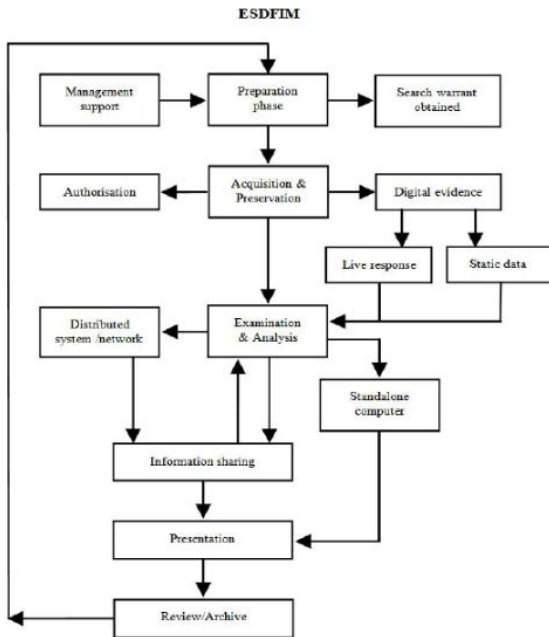 ESDFIM
Management
support
Preparation
phase
Search warrant
obtained
Authorisation
Acquisition &
Preservation
Digital evidence
Live response
Static data
Distributed
system /network
Examination
& Analysis
Standalone
computer
Information sharing
Presentation
Review/Archive